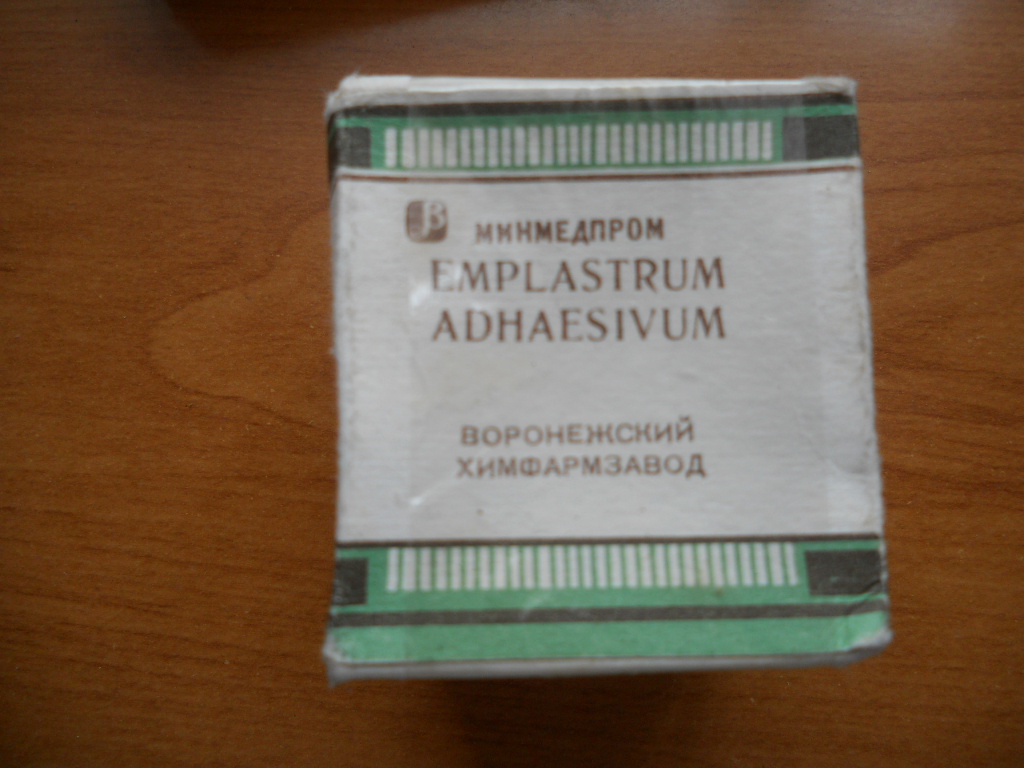 МИНМЕДПРОМ
EMPLASTRUM
ADHAESIVUM
ВОРОНЕЖСКИЙ
ХИМФАРМЗАВОД